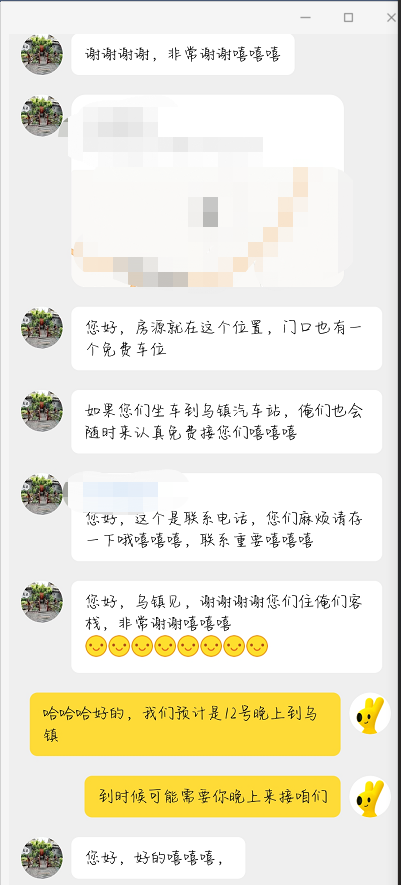 谢谢谢谢，非常谢谢嘻嘻嘻
您好，房源就在这个位置，门口也有一
个免费车位
如果您们坐车到乌镇汽车站，俺们也会
随时来认真免费接您们嘻嘻嘻
您好，这个是联系电话，您们麻烦请存
一下哦嘻嘻嘻，联系重要嘻嘻嘻
您好，乌镇见，谢谢谢谢您们住俺们客
栈，非常谢谢嘻嘻嘻
哈哈哈好的，我们预计是12号晚上到乌
镇
到时候可能需要你晚上来接咱们
您好，好的嘻嘻嘻，